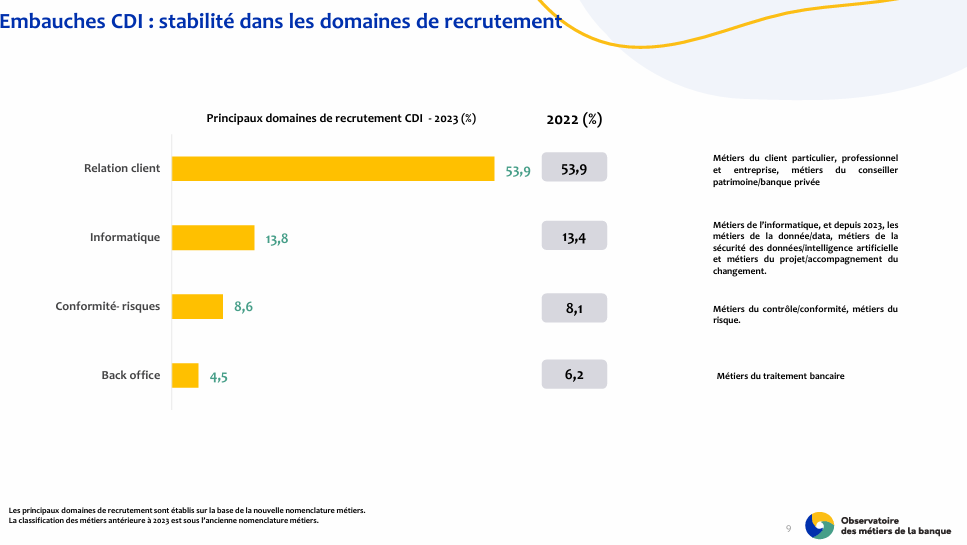 Embauches CDI : stabilité dans les domaines de recrutement
Principaux domaines de recrutement CDI - 2023 (%)
2022 (%)
Relation client
53,9
53,9
Métiers du client particulier, professionnel
et entreprise, métiers du conseiller
patrimoine/banque privée
Informatique
13,8
13,4
Métiers de l'informatique, et depuis 2023, les
métiers de la donnée/data, métiers de la
sécurité des données/intelligence artificielle
et métiers du projet/accompagnement du
changement.
Conformité- risques
8,6
8,1
Métiers du contrôle/conformité, métiers du
risque.
Back office
4,5
6,2
Métiers du traitement bancaire
Les principaux domaines de recrutement sont établis sur la base de la nouvelle nomenclature métiers.
La classification des métiers antérieure à 2023 est sous l'ancienne nomenclature métiers.
9
Observatoire
des métiers de la banque